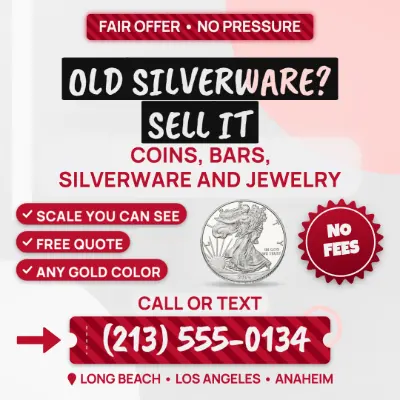 FAIR OFFER • NO PRESSURE
OLD SILVERWARE?
SELL IT
COINS, BARS,
SILVERWARE AND JEWELRY
SCALE YOU CAN SEE
FREE QUOTE
ANY GOLD COLOR
NO
FEES
CALL OR TEXT
(213) 555-0134
LONG BEACH • LOS ANGELES • ANAHEIM